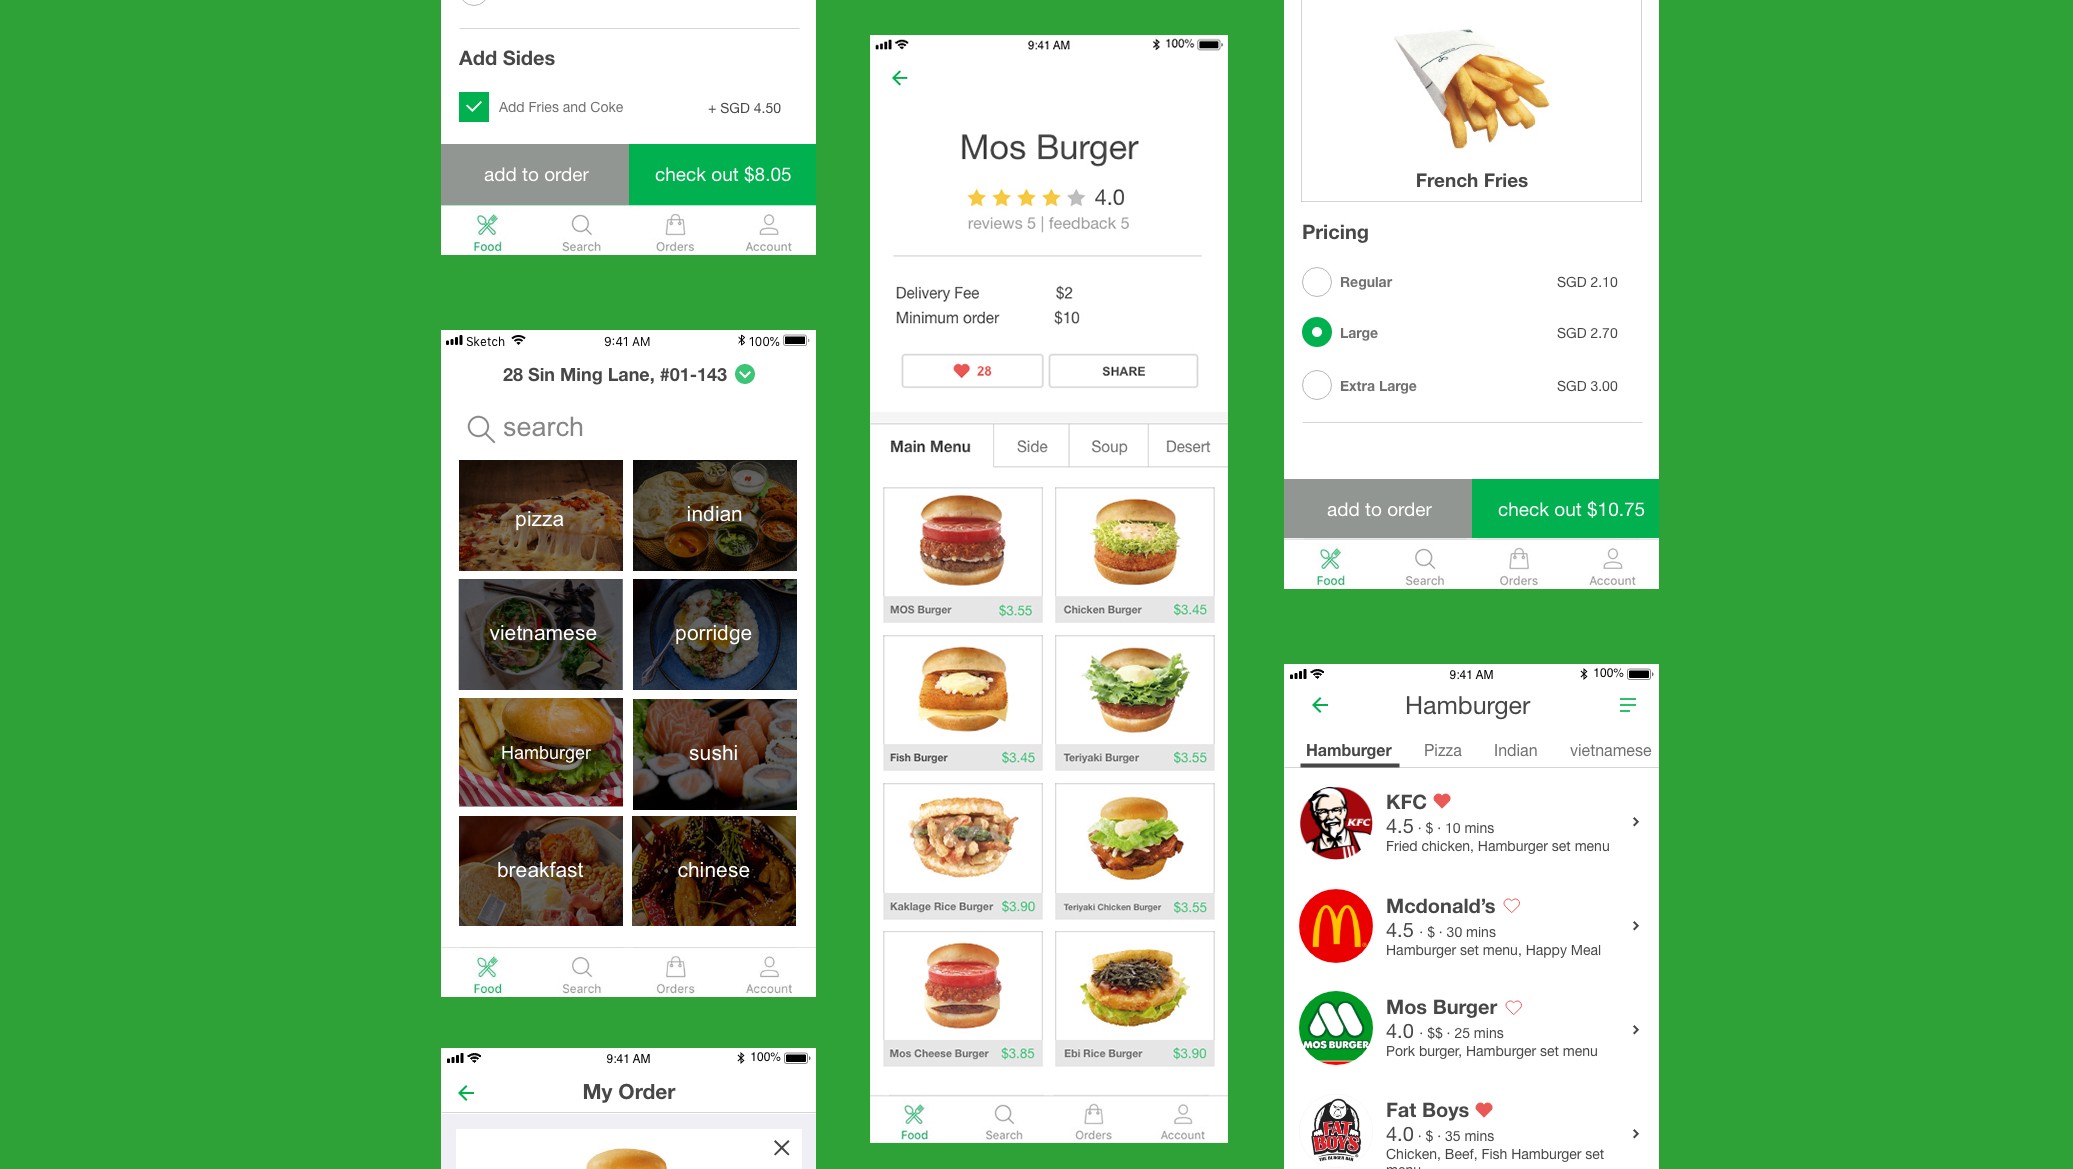 Add Sides
Add Fries and Coke + SGD 4.50
add to order check out $8.05
Food Search Orders Account
Sketch 9:41 AM 100%
28 Sin Ming Lane, #01-143
search
pizza indian
vietnamese porridge
Hamburger sushi
breakfast chinese
Food Search Orders Account
9:41 AM 100%
My Order
9:41 AM 100%
Mos Burger
4.0
reviews 5 | feedback 5
Delivery Fee $2
Minimum order $10
28 SHARE
Main Menu Side Soup Desert
MOS Burger $3.55 Chicken Burger $3.45
Fish Burger $3.45 Teriyaki Burger $3.55
Kaklage Rice Burger $3.90 Teriyaki Chicken Burger $3.55
Mos Cheese Burger $3.85 Ebi Rice Burger $3.90
Food Search Orders Account
French Fries
Pricing
Regular SGD 2.10
Large SGD 2.70
Extra Large SGD 3.00
add to order check out $10.75
Food Search Orders Account
9:41 AM 100%
Hamburger
Hamburger Pizza Indian vietnamese
KFC
KFC
4.5 · $ · 10 mins
Fried chicken, Hamburger set menu
Mcdonald's
4.5 · $ · 30 mins
Hamburger set menu, Happy Meal
MOS BURGER
Mos Burger
4.0 · $$ · 25 mins
Pork burger, Hamburger set menu
FAT BOYS
THE BURGER BAR
Fat Boys
4.0 · $ · 35 mins
Chicken, Beef, Fish Hamburger set